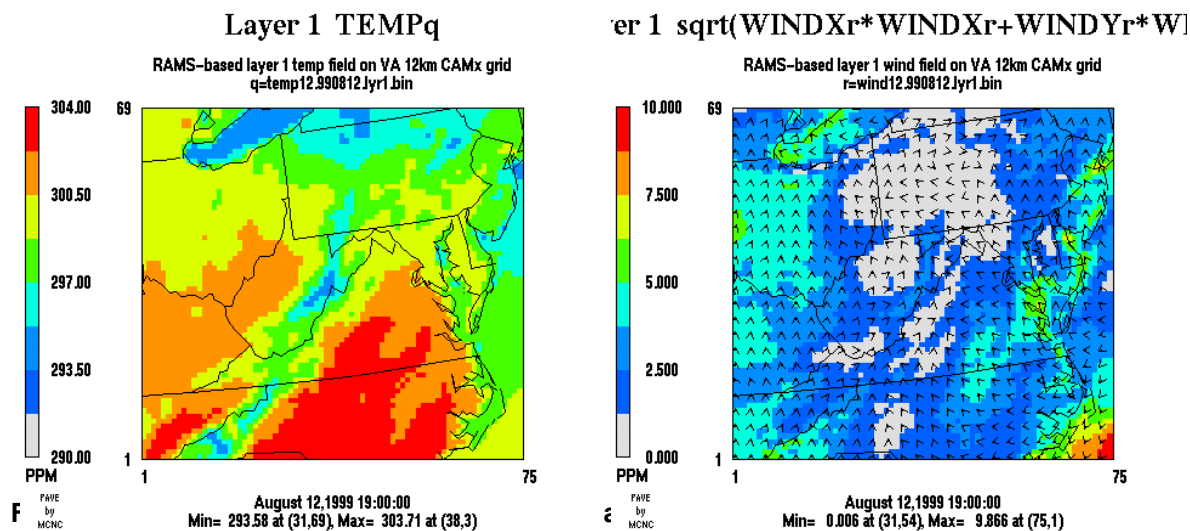 Layer 1 TEMPq
RAMS-based layer 1 temp field on VA 12km CAMx grid
q=temp12.990812.lyr1.bin
304.00
300.50
297.00
293.50
290.00
PPM
69
1
1
75
PAVE
by
MCNC
F
August 12,1999 19:00:00
Min= 293.58 at (31,69), Max= 303.71 at (38,3)
er 1 sqrt(WINDXr*WINDXr+WINDYr*WI
RAMS-based layer 1 wind field on VA 12km CAMx grid
r=wind12.990812.lyr1.bin
10.000
7.500
5.000
2.500
0.000
PPM
69
1
1
75
PAVE
by
MCNC
a
August 12,1999 19:00:00
Min= 0.006 at (31,54), Max= 9.866 at (75,1)